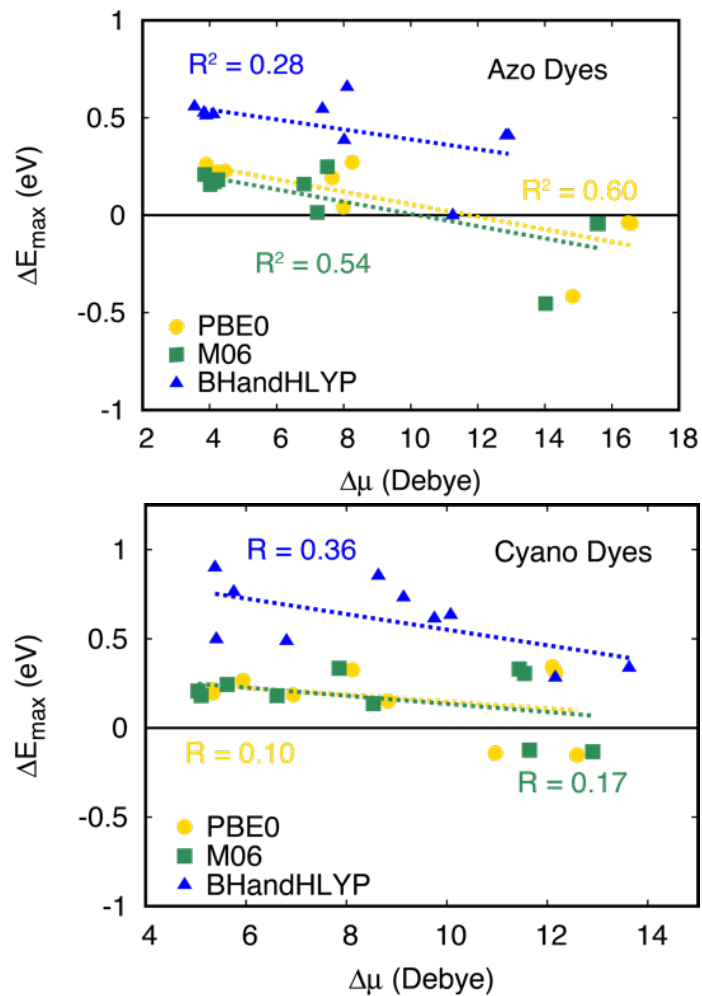 1
R² = 0.28
Azo Dyes
0.5
R² = 0.60
0
R² = 0.54
ΔEmax (eV)
-0.5
PBE0
M06
BHandHLYP
-1
2 4 6 8 10 12 14 16 18
Δμ (Debye)
1
R = 0.36
Cyano Dyes
0.5
0
R = 0.10
R = 0.17
ΔEmax (eV)
-0.5
PBE0
M06
BHandHLYP
-1
4 6 8 10 12 14
Δμ (Debye)